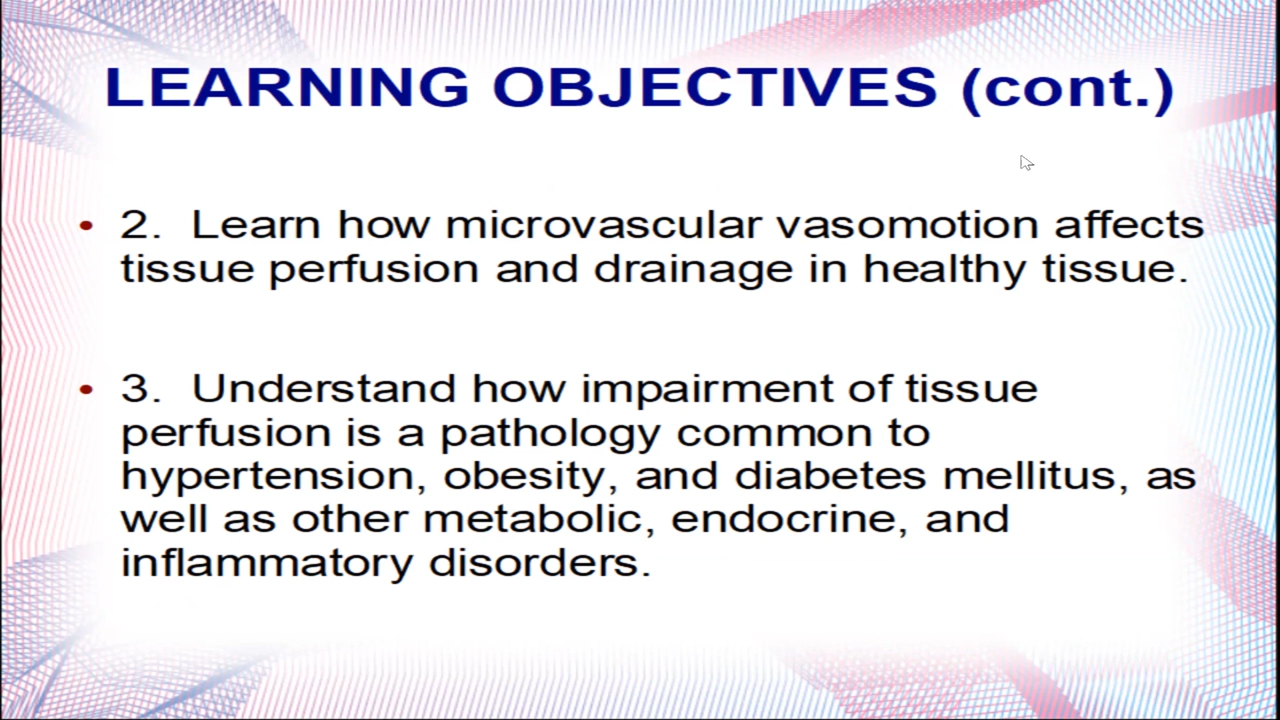 LEARNING OBJECTIVES (cont.)
• 2. Learn how microvascular vasomotion affects
tissue perfusion and drainage in healthy tissue.
• 3. Understand how impairment of tissue
perfusion is a pathology common to
hypertension, obesity, and diabetes mellitus, as
well as other metabolic, endocrine, and
inflammatory disorders.